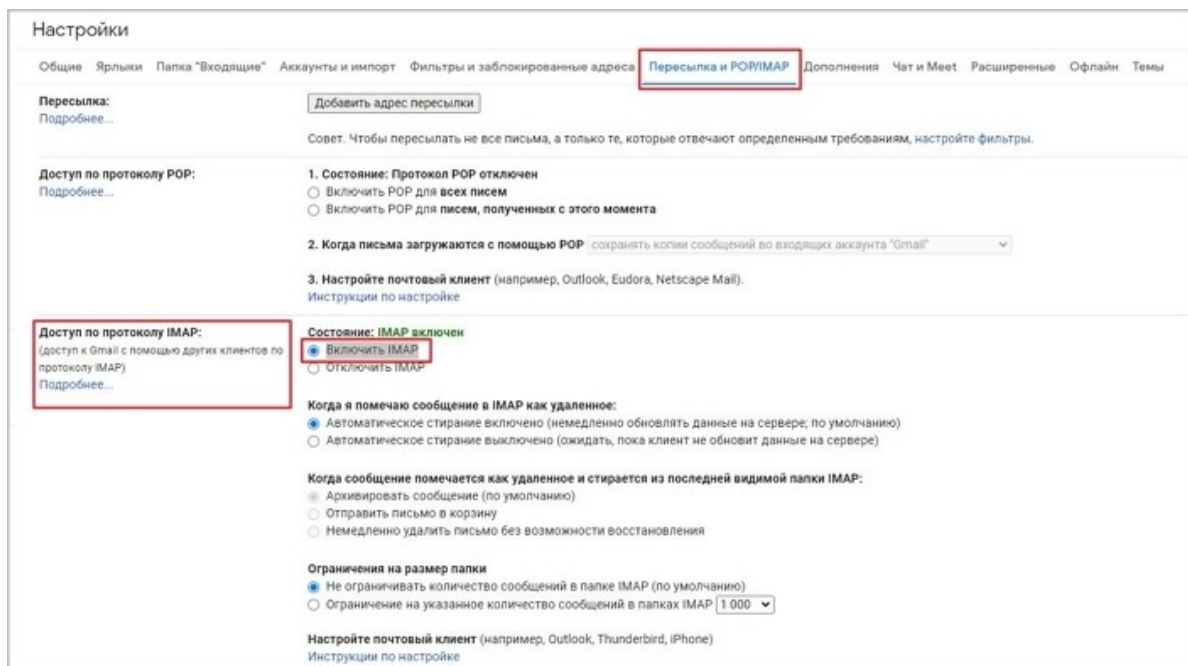 Настройки
Общие Ярлыки Папка "Входящие" Аккаунты и импорт Фильтры и заблокированные адреса Пересылка и POP/IMAP Дополнения Чат и Meet Расширенные Офлайн Темы
Пересылка:
Подробнее...
Добавить адрес пересылки
Совет. Чтобы пересылать не все письма, а только те, которые отвечают определенным требованиям, настройте фильтры.
Доступ по протоколу POP:
Подробнее...
1. Состояние: Протокол POP отключен
Включить POP для всех писем
Включить POP для писем, полученных с этого момента
2. Когда письма загружаются с помощью POP сохранять копии сообщений во входящих аккаунта "Gmail"
3. Настройте почтовый клиент (например, Outlook, Eudora, Netscape Mail).
Инструкции по настройке
Доступ по протоколу IMAP:
(доступ к Gmail с помощью других клиентов по
протоколу IMAP)
Подробнее...
Состояние: IMAP включен
Включить IMAP
Отключить IMAP
Когда я помечаю сообщение в IMAP как удаленное:
Автоматическое стирание включено (немедленно обновлять данные на сервере; по умолчанию)
Автоматическое стирание выключено (ожидать, пока клиент не обновит данные на сервере)
Когда сообщение помечается как удаленное и стирается из последней видимой папки IMAP:
Архивировать сообщение (по умолчанию)
Отправить письмо в корзину
Немедленно удалить письмо без возможности восстановления
Ограничения на размер папки
Не ограничивать количество сообщений в папке IMAP (по умолчанию)
Ограничение на указанное количество сообщений в папках IMAP 1 000
Настройте почтовый клиент (например, Outlook, Thunderbird, iPhone)
Инструкции по настройке